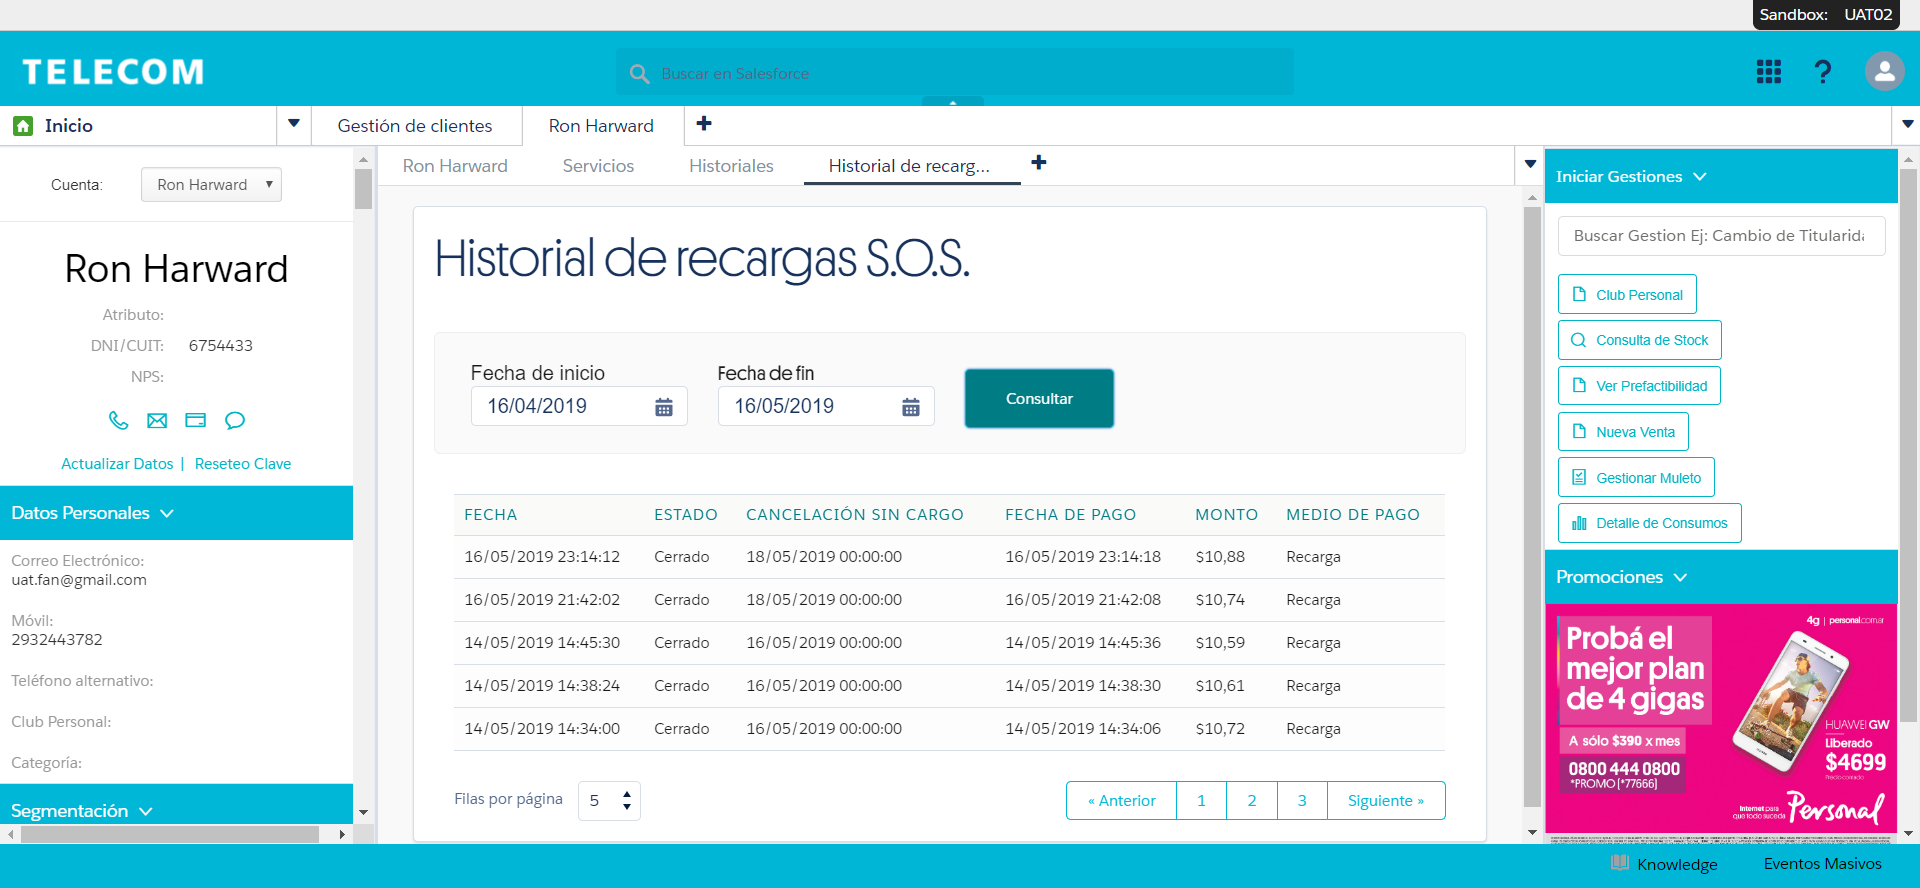 Sandbox: UAT02
TELECOM
Buscar en Salesforce
Inicio
Gestión de clientes
Ron Harward
Ron Harward
Servicios
Historiales
Historial de recarg...
Cuenta:
Ron Harward
Ron Harward
Atributo:
DNI/CUIT: 6754433
NPS:
Actualizar Datos | Reseteo Clave
Datos Personales
Correo Electrónico:
uat.fan@gmail.com
Móvil:
2932443782
Teléfono alternativo:
Club Personal:
Categoría:
Segmentación
Historial de recargas S.O.S.
Fecha de inicio
16/04/2019
Fecha de fin
16/05/2019
Consultar
FECHA ESTADO CANCELACIÓN SIN CARGO FECHA DE PAGO MONTO MEDIO DE PAGO
16/05/2019 23:14:12 Cerrado 18/05/2019 00:00:00 16/05/2019 23:14:18 $10,88 Recarga
16/05/2019 21:42:02 Cerrado 18/05/2019 00:00:00 16/05/2019 21:42:08 $10,74 Recarga
14/05/2019 14:45:30 Cerrado 16/05/2019 00:00:00 14/05/2019 14:45:36 $10,59 Recarga
14/05/2019 14:38:24 Cerrado 16/05/2019 00:00:00 14/05/2019 14:38:30 $10,61 Recarga
14/05/2019 14:34:00 Cerrado 16/05/2019 00:00:00 14/05/2019 14:34:06 $10,72 Recarga
Filas por página 5
« Anterior 1 2 3 Siguiente »
Iniciar Gestiones
Buscar Gestion Ej: Cambio de Titularida
Club Personal
Consulta de Stock
Ver Prefactibilidad
Nueva Venta
Gestionar Muleto
Detalle de Consumos
Promociones
4g | personal.com.ar
Probá el
mejor plan
de 4 gigas
A sólo $390 x mes
0800 444 0800
*PROMO (*77666)
HUAWEI GW
Liberado
$4699
Precio contado
Internet para
que todo suceda
Personal
Knowledge
Eventos Masivos